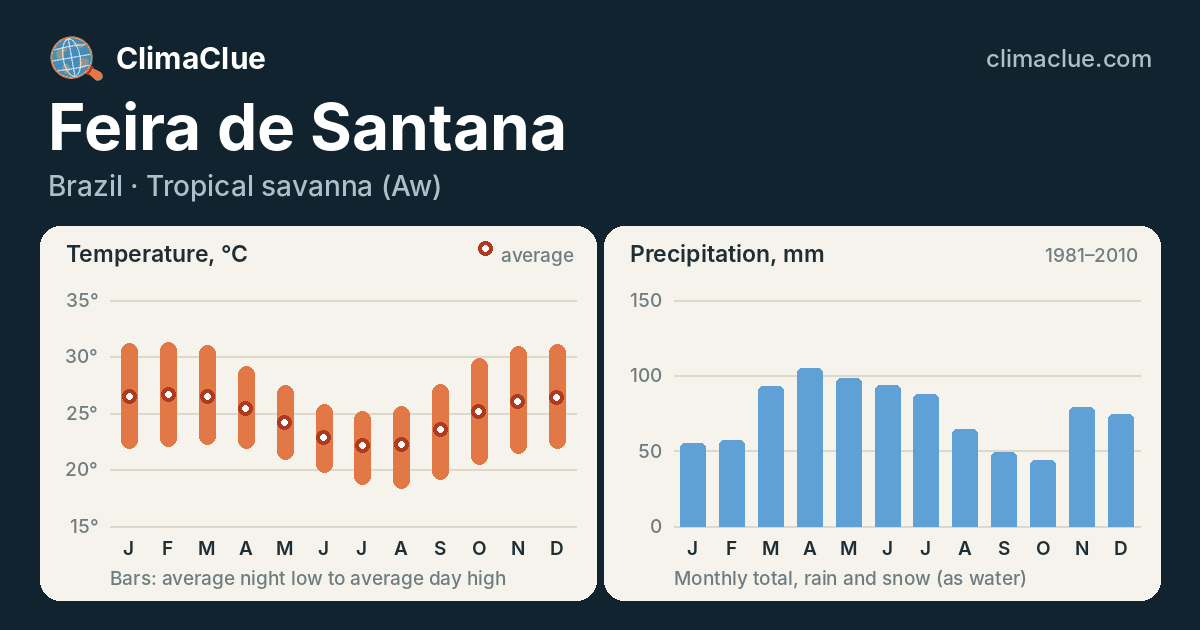 ClimaClue
climaclue.com
Feira de Santana
Brazil · Tropical savanna (Aw)
Temperature, °C
average
35°
30°
25°
20°
15°
J F M A M J J A S O N D
Bars: average night low to average day high
Precipitation, mm
1981–2010
150
100
50
0
J F M A M J J A S O N D
Monthly total, rain and snow (as water)